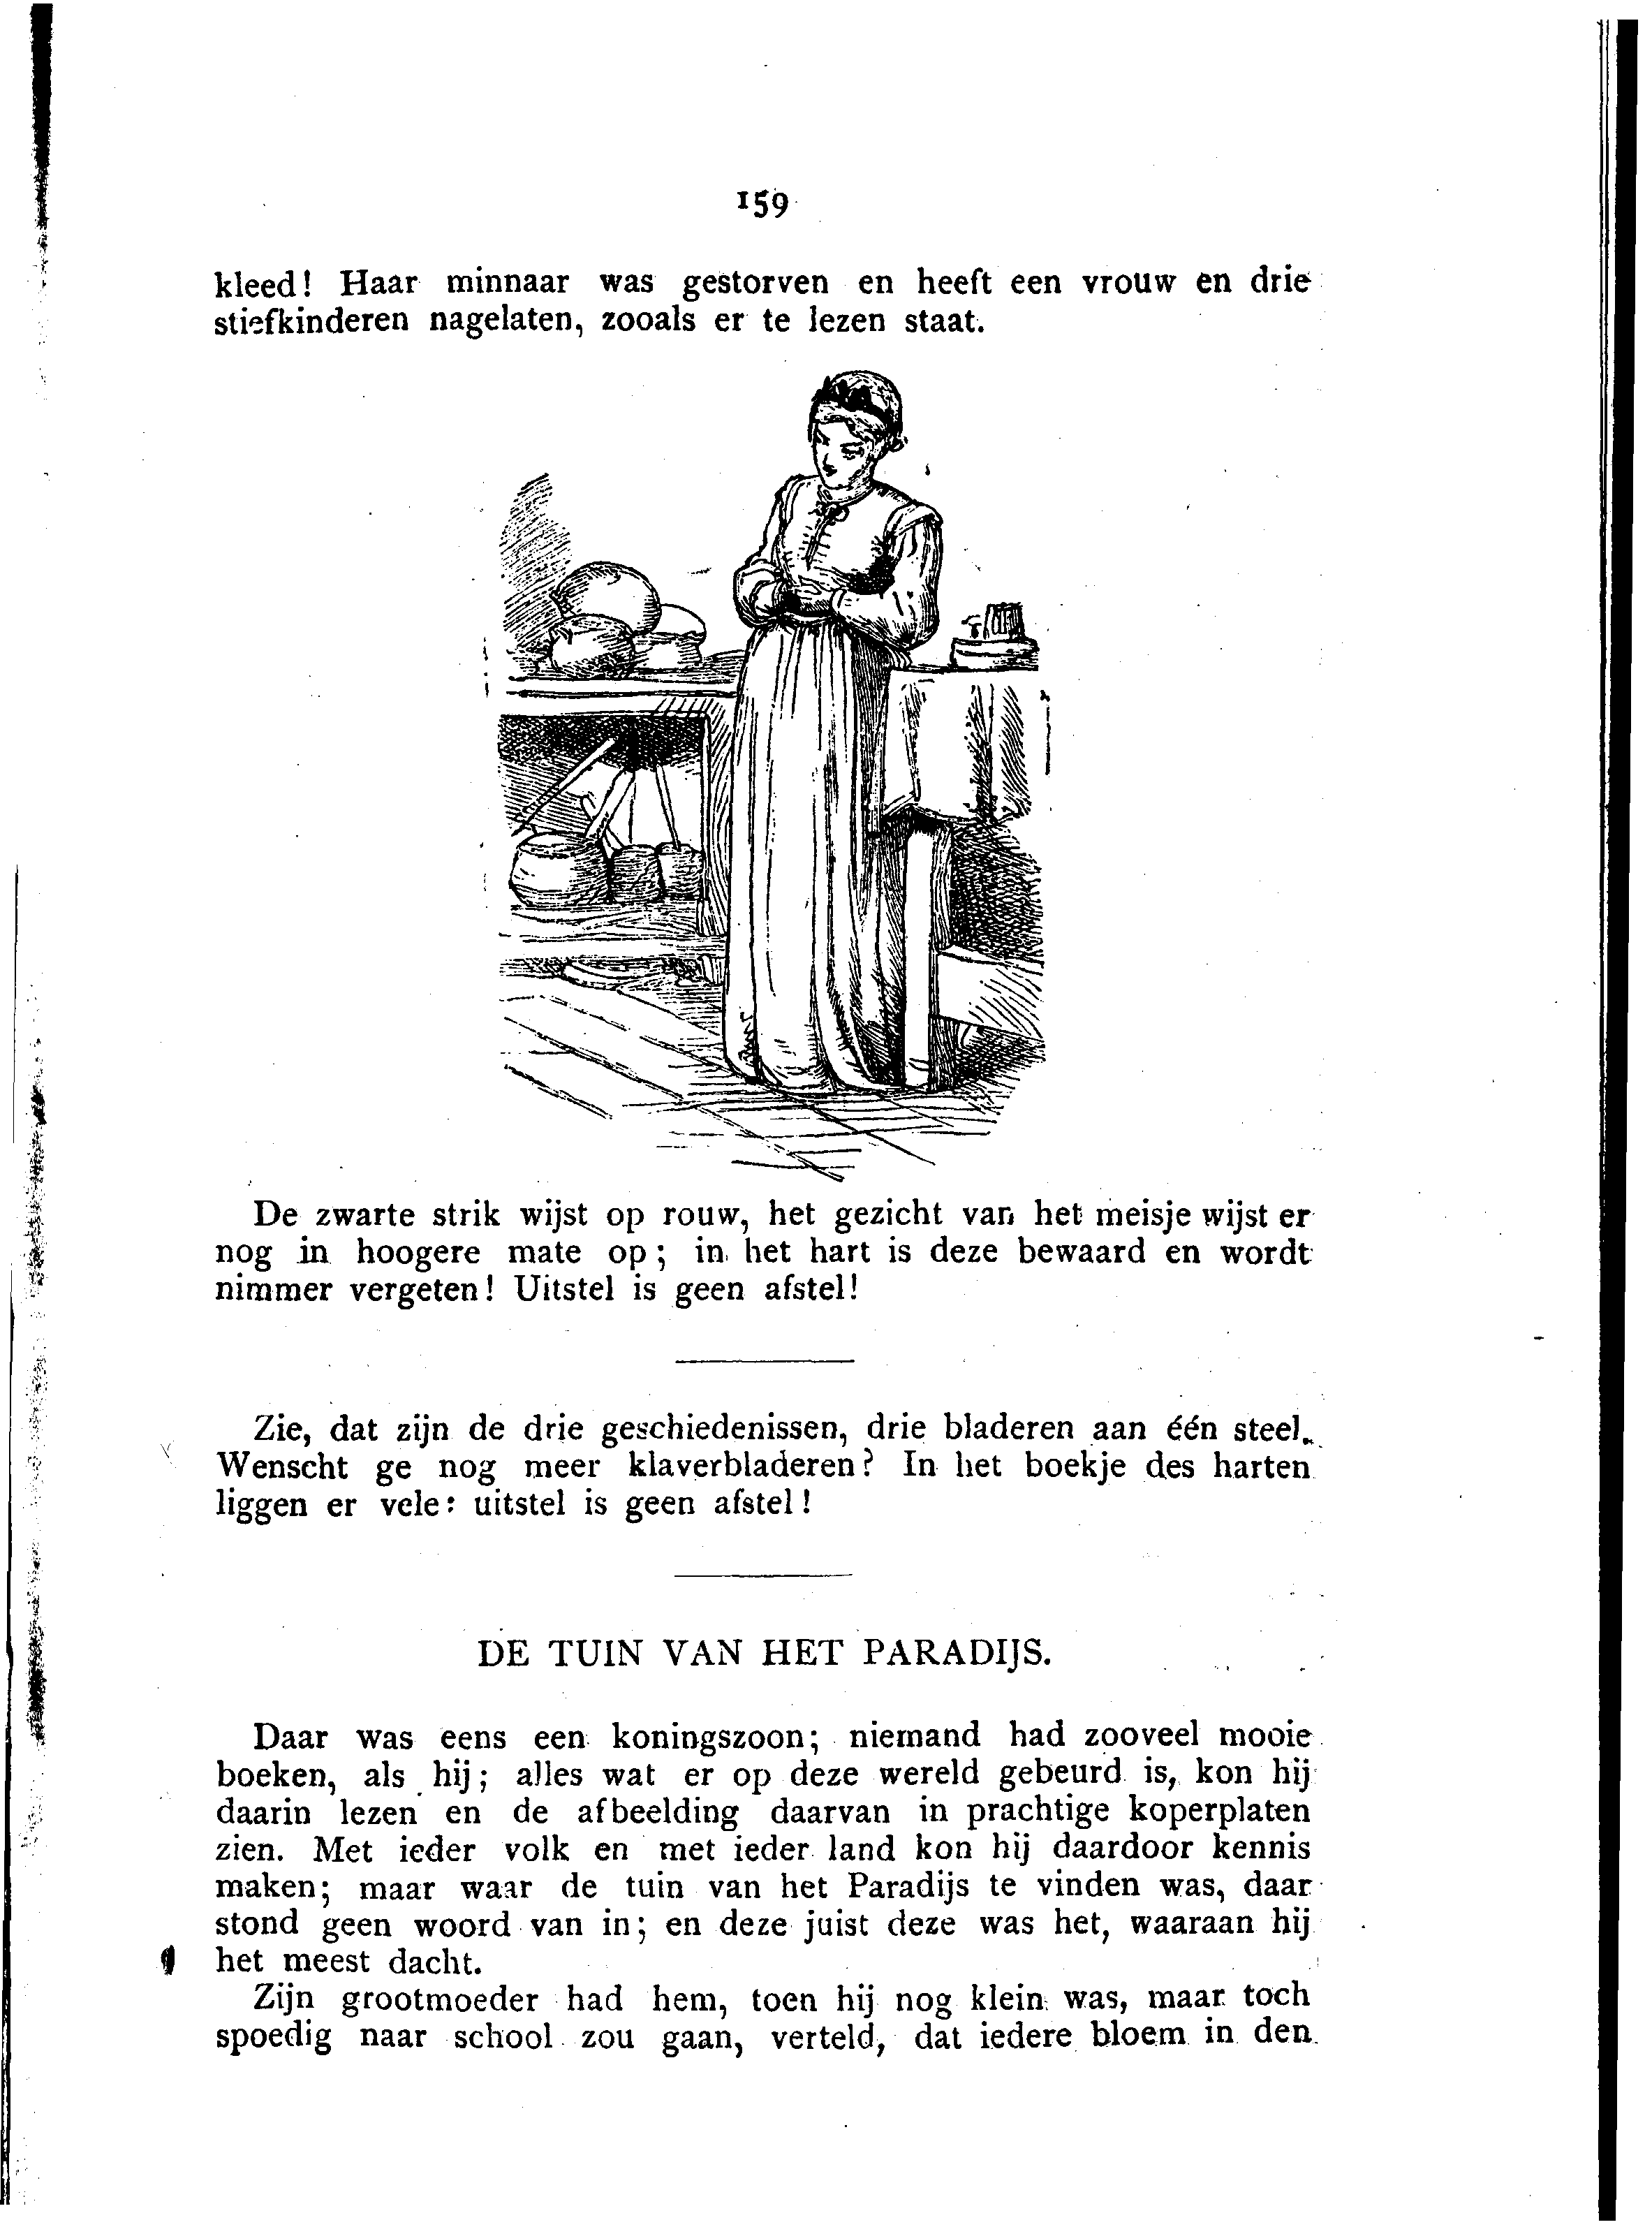 159
kleed! Haar minnaar was gestorven en heeft een vrouw en drie
stiefkinderen nagelaten, zooals er te lezen staat.
De zwarte strik wijst op rouw, het gezicht van het meisje wijst er
nog in hoogere mate op; in het hart is deze bewaard en wordt
nimmer vergeten! Uitstel is geen afstel!
Zie, dat zijn de drie geschiedenissen, drie bladeren aan één steel.
Wenscht ge nog meer klaverbladeren? In het boekje des harten
liggen er vele: uitstel is geen afstel!
DE TUIN VAN HET PARADIJS.
Daar was eens een koningszoon; niemand had zooveel mooie
boeken, als hij; alles wat er op deze wereld gebeurd is, kon hij
daarin lezen en de afbeelding daarvan in prachtige koperplaten
zien. Met ieder volk en met ieder land kon hij daardoor kennis
maken; maar waar de tuin van het Paradijs te vinden was, daar
stond geen woord van in; en deze juist deze was het, waaraan hij
het meest dacht.
Zijn grootmoeder had hem, toen hij nog klein was, maar toch
spoedig naar school zou gaan, verteld, dat iedere bloem in den